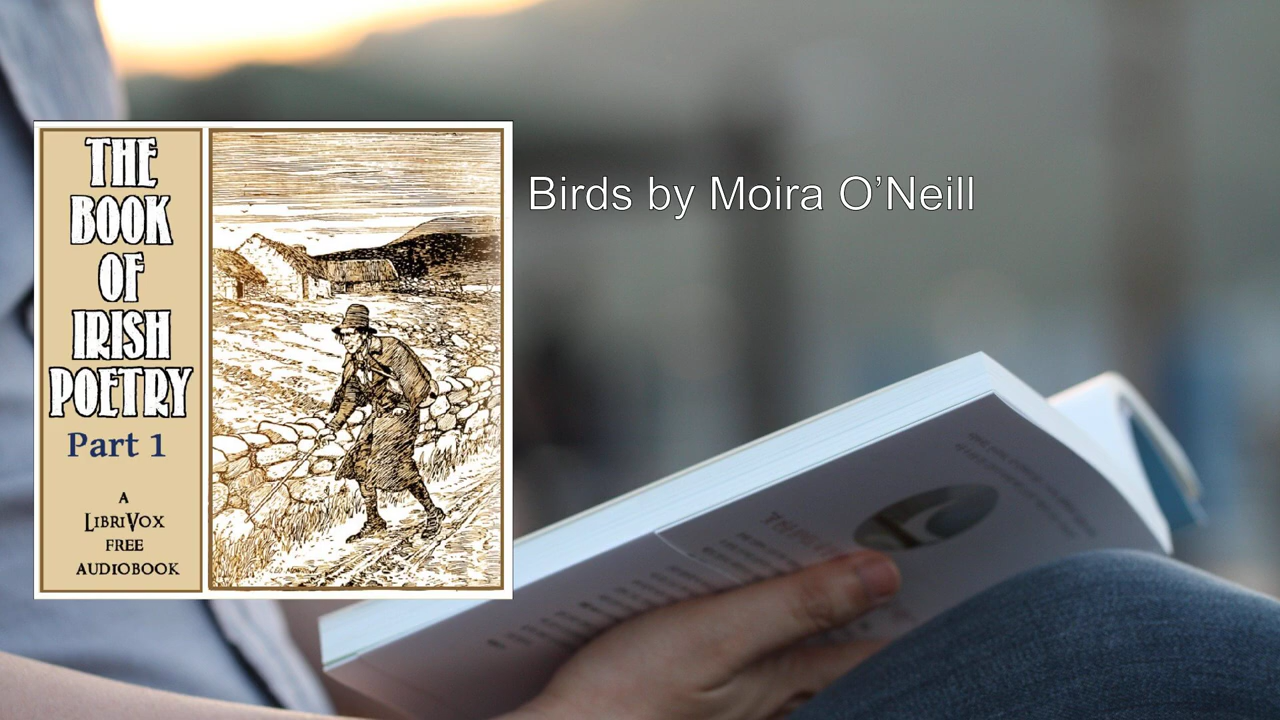 THE
BOOK
OF
IRISH
POETRY
Part 1
A
LIBRIVOX
FREE
AUDIOBOOK
Birds by Moira O’Neill